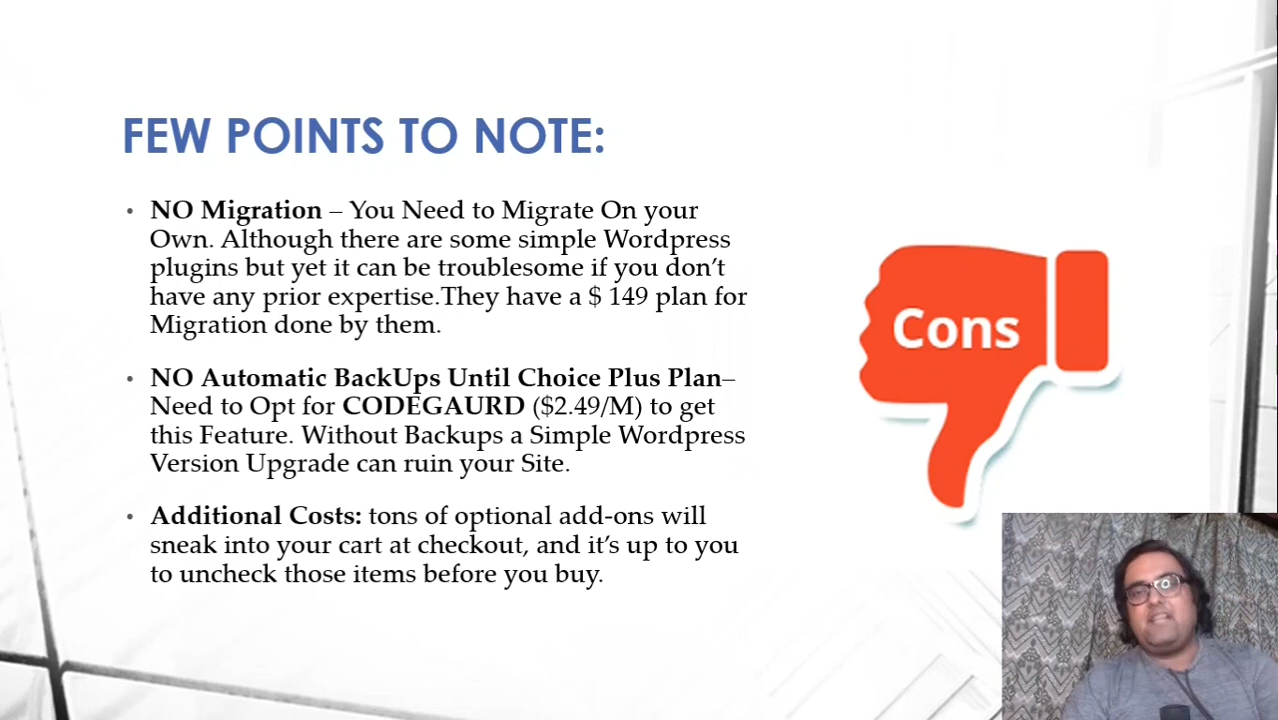 FEW POINTS TO NOTE:
• NO Migration – You Need to Migrate On your
Own. Although there are some simple Wordpress
plugins but yet it can be troublesome if you don’t
have any prior expertise.They have a $ 149 plan for
Migration done by them.
• NO Automatic BackUps Until Choice Plus Plan–
Need to Opt for CODEGAURD ($2.49/M) to get
this Feature. Without Backups a Simple Wordpress
Version Upgrade can ruin your Site.
• Additional Costs: tons of optional add-ons will
sneak into your cart at checkout, and it’s up to you
to uncheck those items before you buy.
Cons